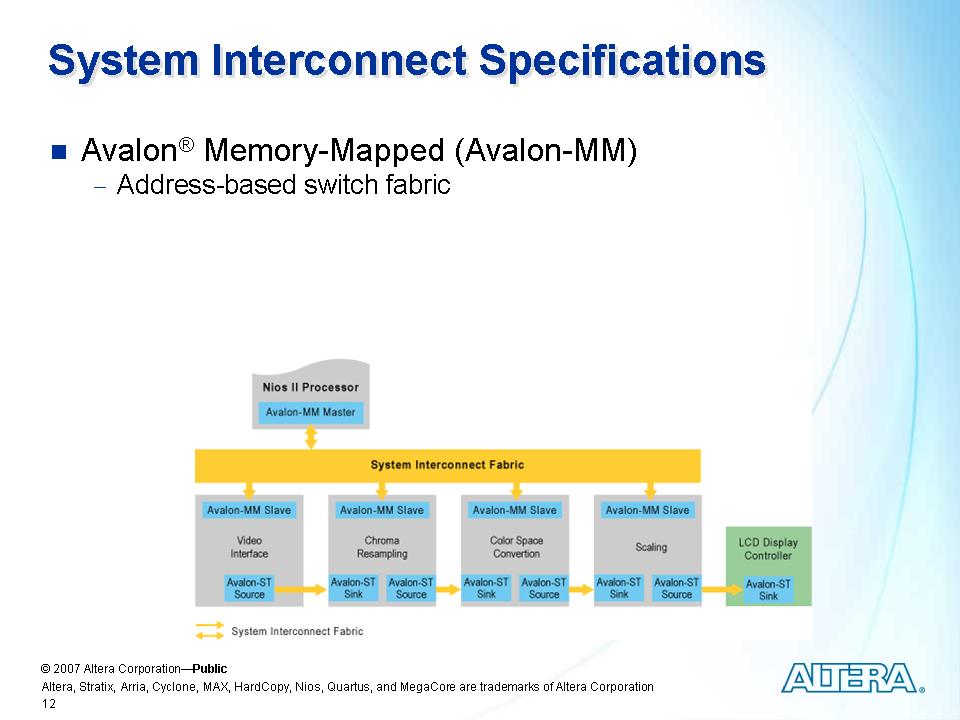 System Interconnect Specifications
Avalon® Memory-Mapped (Avalon-MM)
– Address-based switch fabric
Nios II Processor
Avalon-MM Master
System Interconnect Fabric
Avalon-MM Slave
Video
Interface
Avalon-ST
Source
Avalon-MM Slave
Chroma
Resampling
Avalon-ST
Sink
Avalon-ST
Source
Avalon-MM Slave
Color Space
Convertion
Avalon-ST
Sink
Avalon-ST
Source
Avalon-MM Slave
Scaling
Avalon-ST
Sink
Avalon-ST
Source
LCD Display
Controller
Avalon-ST
Sink
System Interconnect Fabric
© 2007 Altera Corporation—Public
Altera, Stratix, Arria, Cyclone, MAX, HardCopy, Nios, Quartus, and MegaCore are trademarks of Altera Corporation
12
ALTERA®